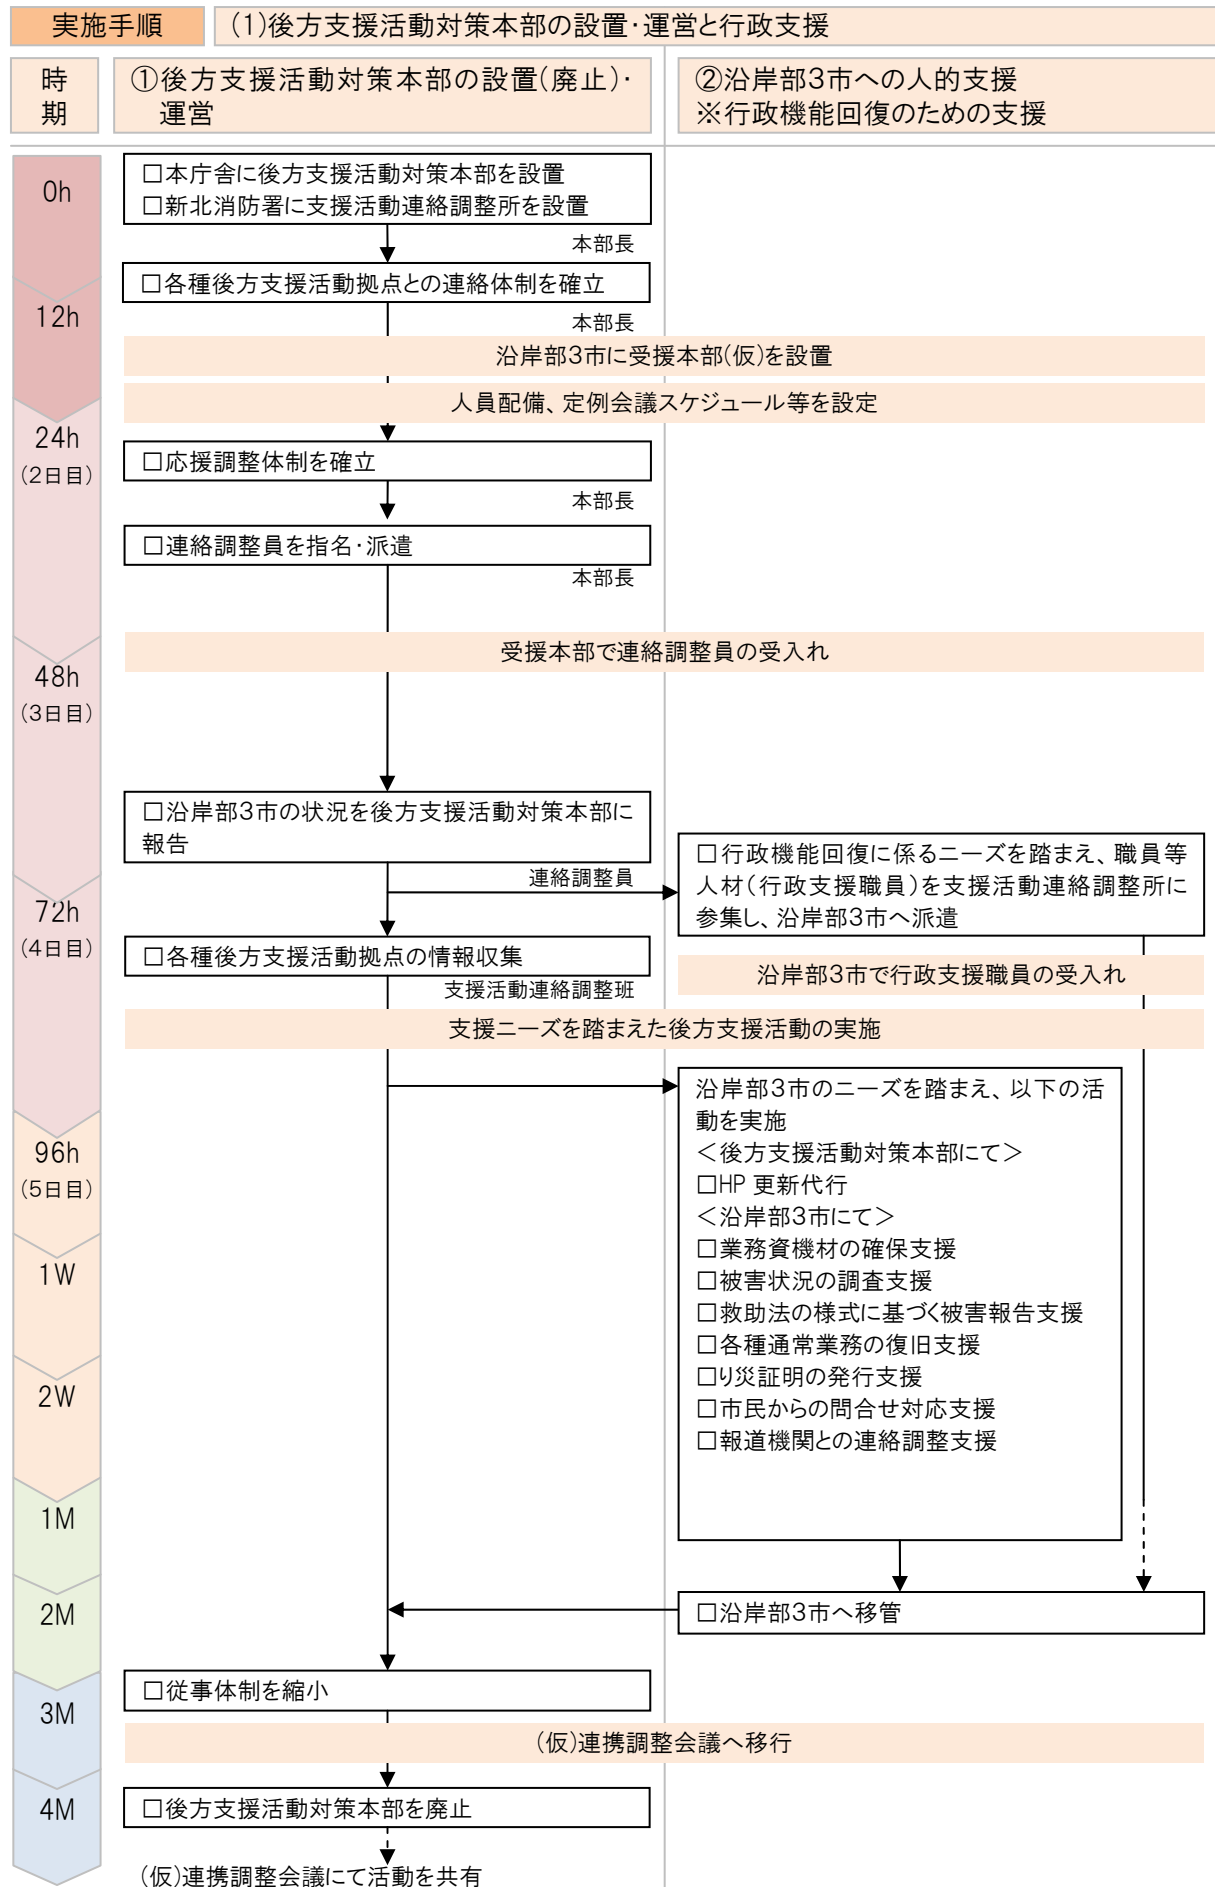 実施手順
(1)後方支援活動対策本部の設置・運営と行政支援
時
期
①後方支援活動対策本部の設置(廃止)・
運営
②沿岸部3市への人的支援
※行政機能回復のための支援
0h
□本庁舎に後方支援活動対策本部を設置
□新北消防署に支援活動連絡調整所を設置
本部長
□各種後方支援活動拠点との連絡体制を確立
12h
本部長
沿岸部3市に受援本部(仮)を設置
人員配備、定例会議スケジュール等を設定
24h
(2日目)
□応援調整体制を確立
本部長
□連絡調整員を指名・派遣
本部長
受援本部で連絡調整員の受入れ
48h
(3日目)
□沿岸部3市の状況を後方支援活動対策本部に
報告
連絡調整員
□行政機能回復に係るニーズを踏まえ、職員等
人材(行政支援職員)を支援活動連絡調整所に
参集し、沿岸部3市へ派遣
72h
(4日目)
□各種後方支援活動拠点の情報収集
支援活動連絡調整班
沿岸部3市で行政支援職員の受入れ
支援ニーズを踏まえた後方支援活動の実施
沿岸部3市のニーズを踏まえ、以下の活
動を実施
＜後方支援活動対策本部にて＞
□HP 更新代行
＜沿岸部3市にて＞
□業務資機材の確保支援
□被害状況の調査支援
□救助法の様式に基づく被害報告支援
□各種通常業務の復旧支援
□り災証明の発行支援
□市民からの問合せ対応支援
□報道機関との連絡調整支援
96h
(5日目)
1W
2W
1M
2M
□沿岸部3市へ移管
□従事体制を縮小
3M
(仮)連携調整会議へ移行
4M
□後方支援活動対策本部を廃止
(仮)連携調整会議にて活動を共有